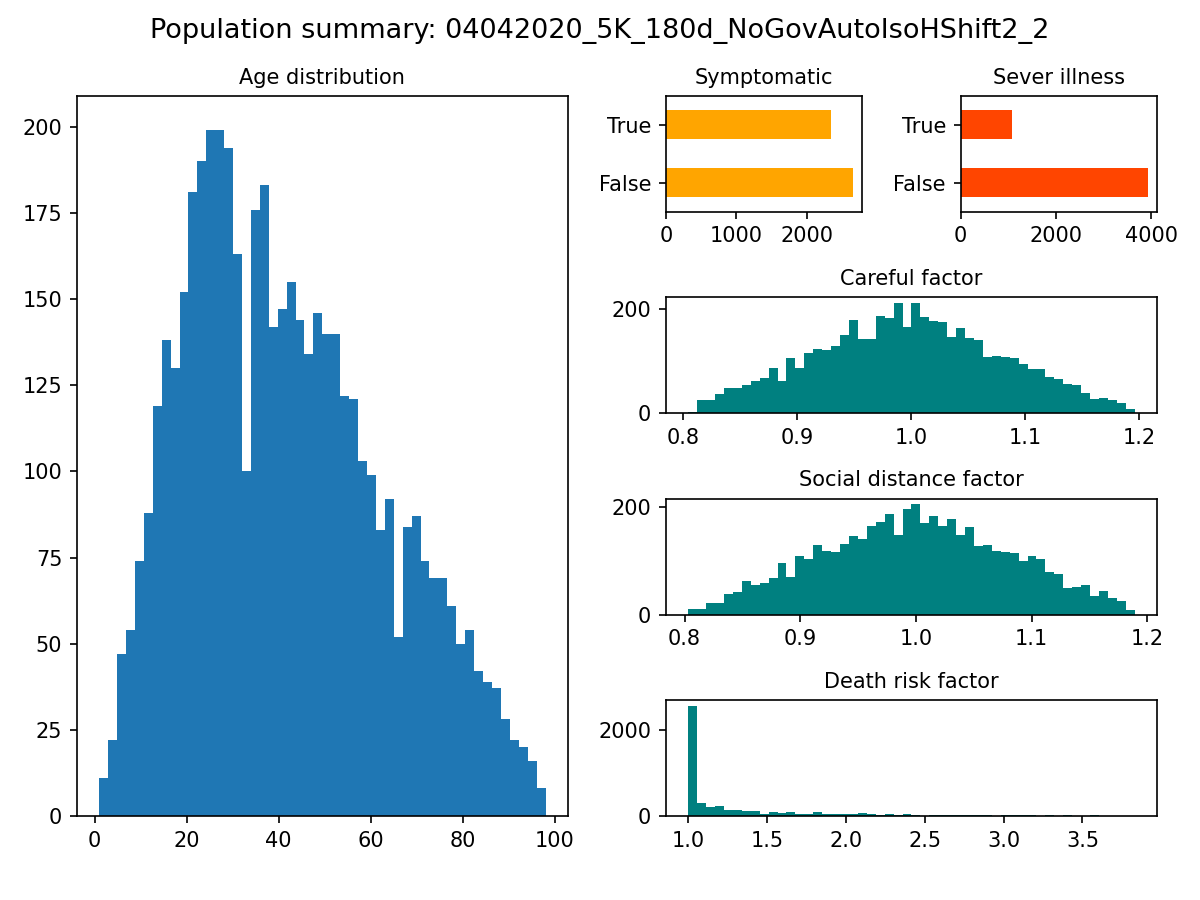 Population summary: 04042020_5K_180d_NoGovAutoIsoHShift2_2
Age distribution
200
175
150
125
100
75
50
25
0
0 20 40 60 80 100
Symptomatic
True
False
0 1000 2000
Sever illness
True
False
0 2000 4000
Careful factor
200
0
0.8 0.9 1.0 1.1 1.2
Social distance factor
200
0
0.8 0.9 1.0 1.1 1.2
Death risk factor
2000
0
1.0 1.5 2.0 2.5 3.0 3.5